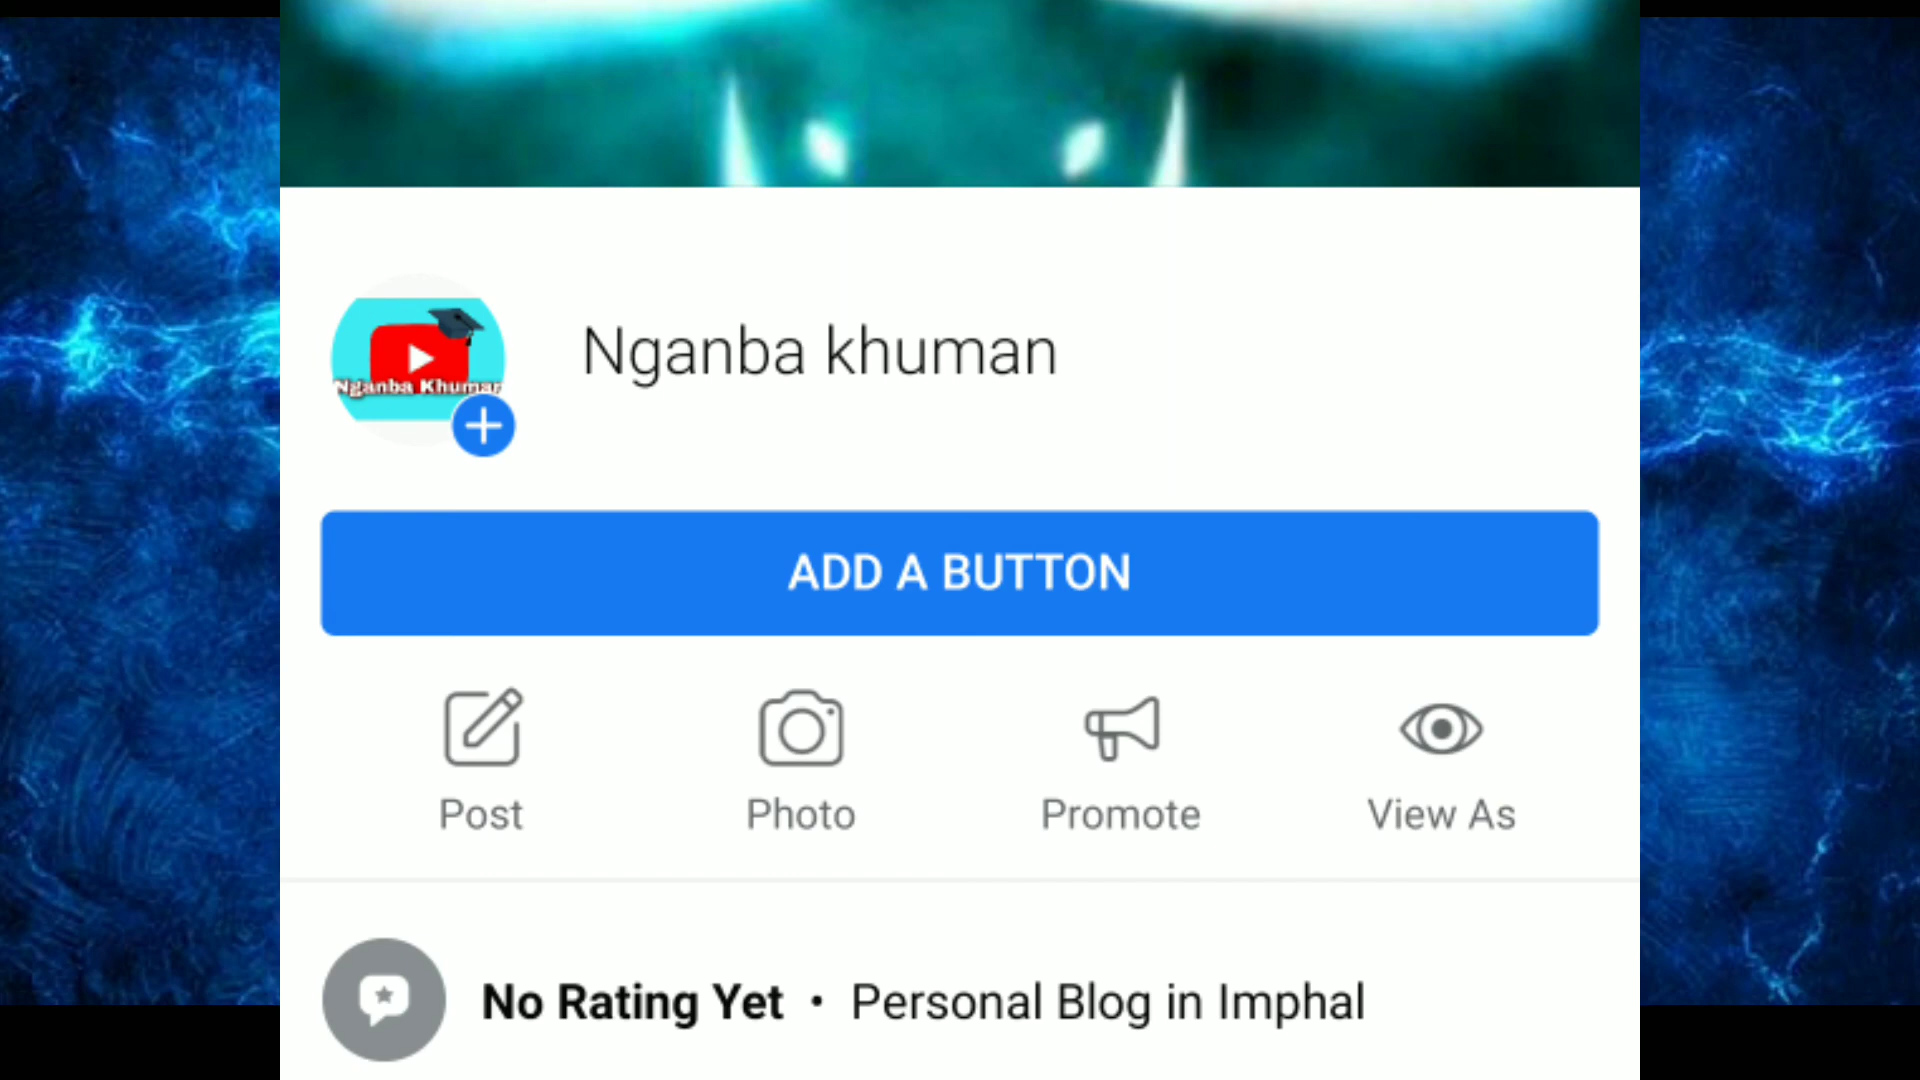 Nganba khuman
Nganba Khuman
ADD A BUTTON
Post
Photo
Promote
View As
No Rating Yet • Personal Blog in Imphal